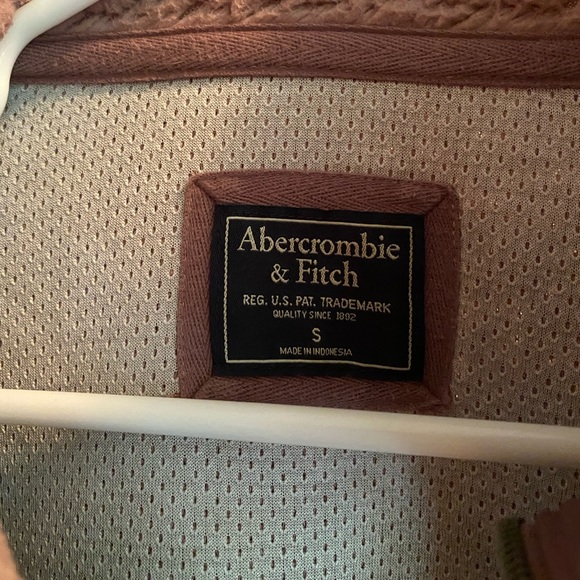 Abercrombie
& Fitch
REG. U.S. PAT. TRADEMARK
QUALITY SINCE 1892
S
MADE IN INDONESIA